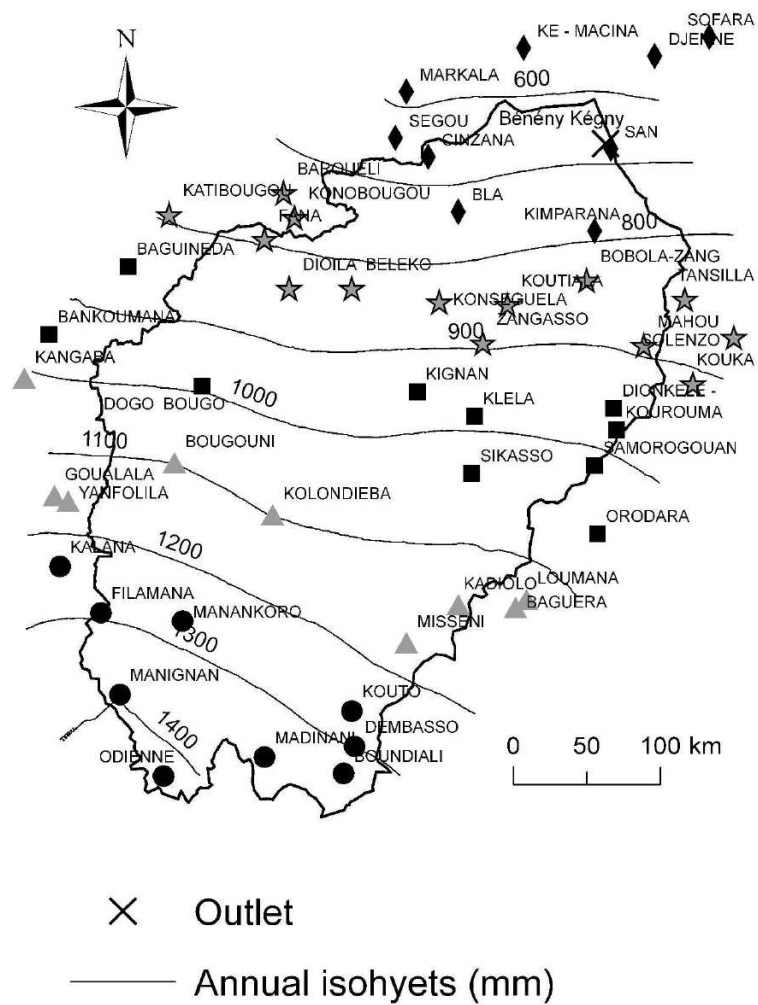 SOFARA
N
KE - MACINA
DJENNE
MARKALA
600
SEGOU
Bénény Kégny
CINZANA
SAN
BAROUELI
KATIBOUGOU
KONOBOUGOU
BLA
FANA
KIMPARANA
800
BAGUINEDA
BOBOLA-ZANG
DIOILA BELEKO
KOUTIALA
TANSILLA
KONSEGUELA
BANKOUMANA
ZANGASSO
MAHOU
900
SOLENZO
KANGABA
KOUKA
KIGNAN
1000
DIONKELE -
DOGO BOUGO
KLELA
KOUROUMA
1100
BOUGOUNI
SIKASSO
SAMOROGOUAN
GOUALALA
YANFOLILA
KOLONDIEBA
ORODARA
1200
KALANA
LOUMANA
KADIOLO
FILAMANA
BAGUERA
MANANKORO
MISSENI
1300
MANIGNAN
KOUTO
1400
DEMBASSO
MADINANI
ODIENNE
BOUNDIALI
0 50 100 km
Outlet
Annual isohyets (mm)